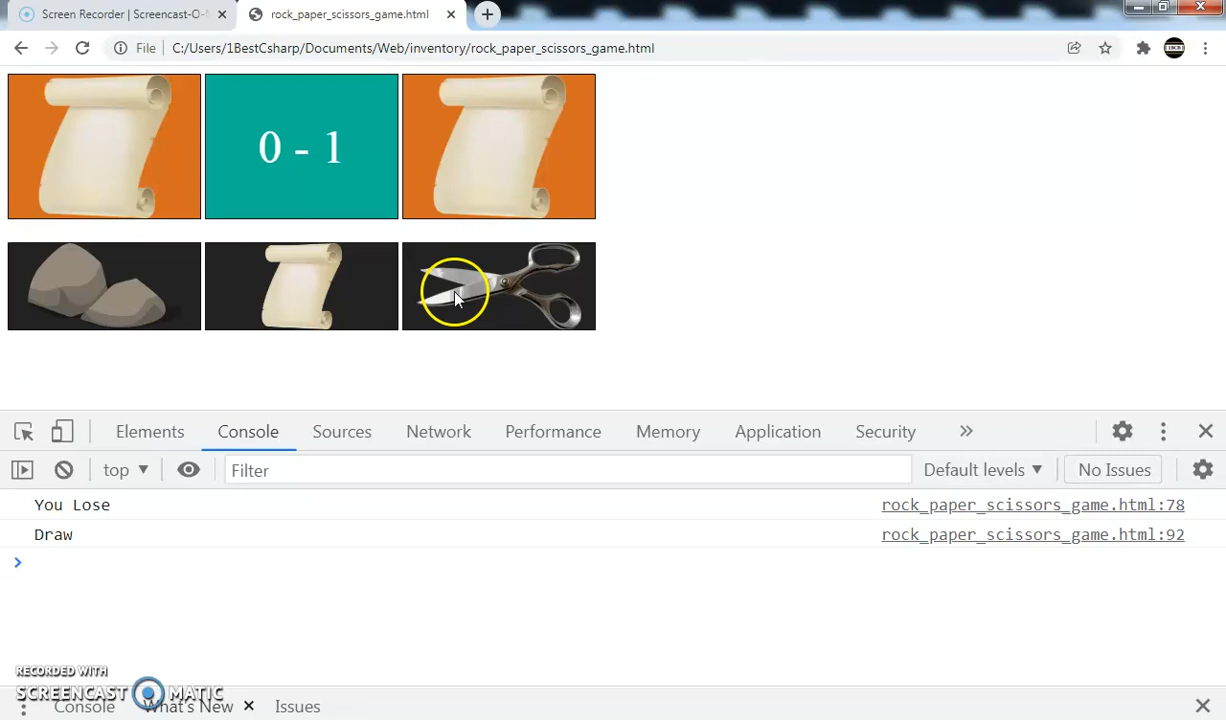 Screen Recorder | Screencast-O-
rock_paper_scissors_game.html
File
C:/Users/1BestCsharp/Documents/Web/inventory/rock_paper_scissors_game.html
0 - 1
Elements
Console
Sources
Network
Performance
Memory
Application
Security
top
Filter
Default levels
No Issues
You Lose
rock_paper_scissors_game.html:78
Draw
rock_paper_scissors_game.html:92
RECORDED WITH
SCREENCAST MATIC
Console
What's New
Issues